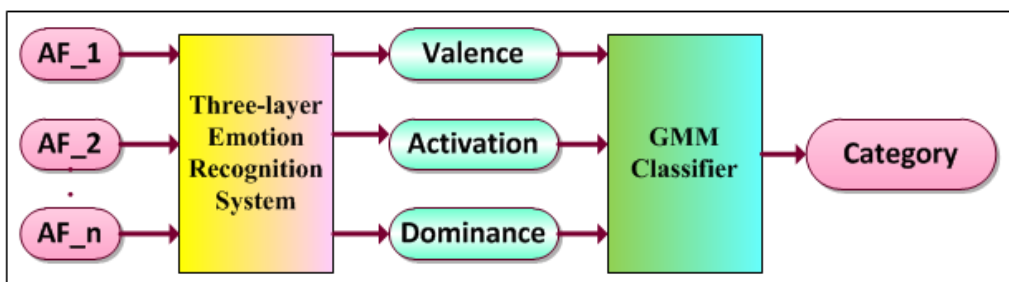 AF_1
AF_2
.
.
AF_n
Three-layer
Emotion
Recognition
System
Valence
Activation
Dominance
GMM
Classifier
Category